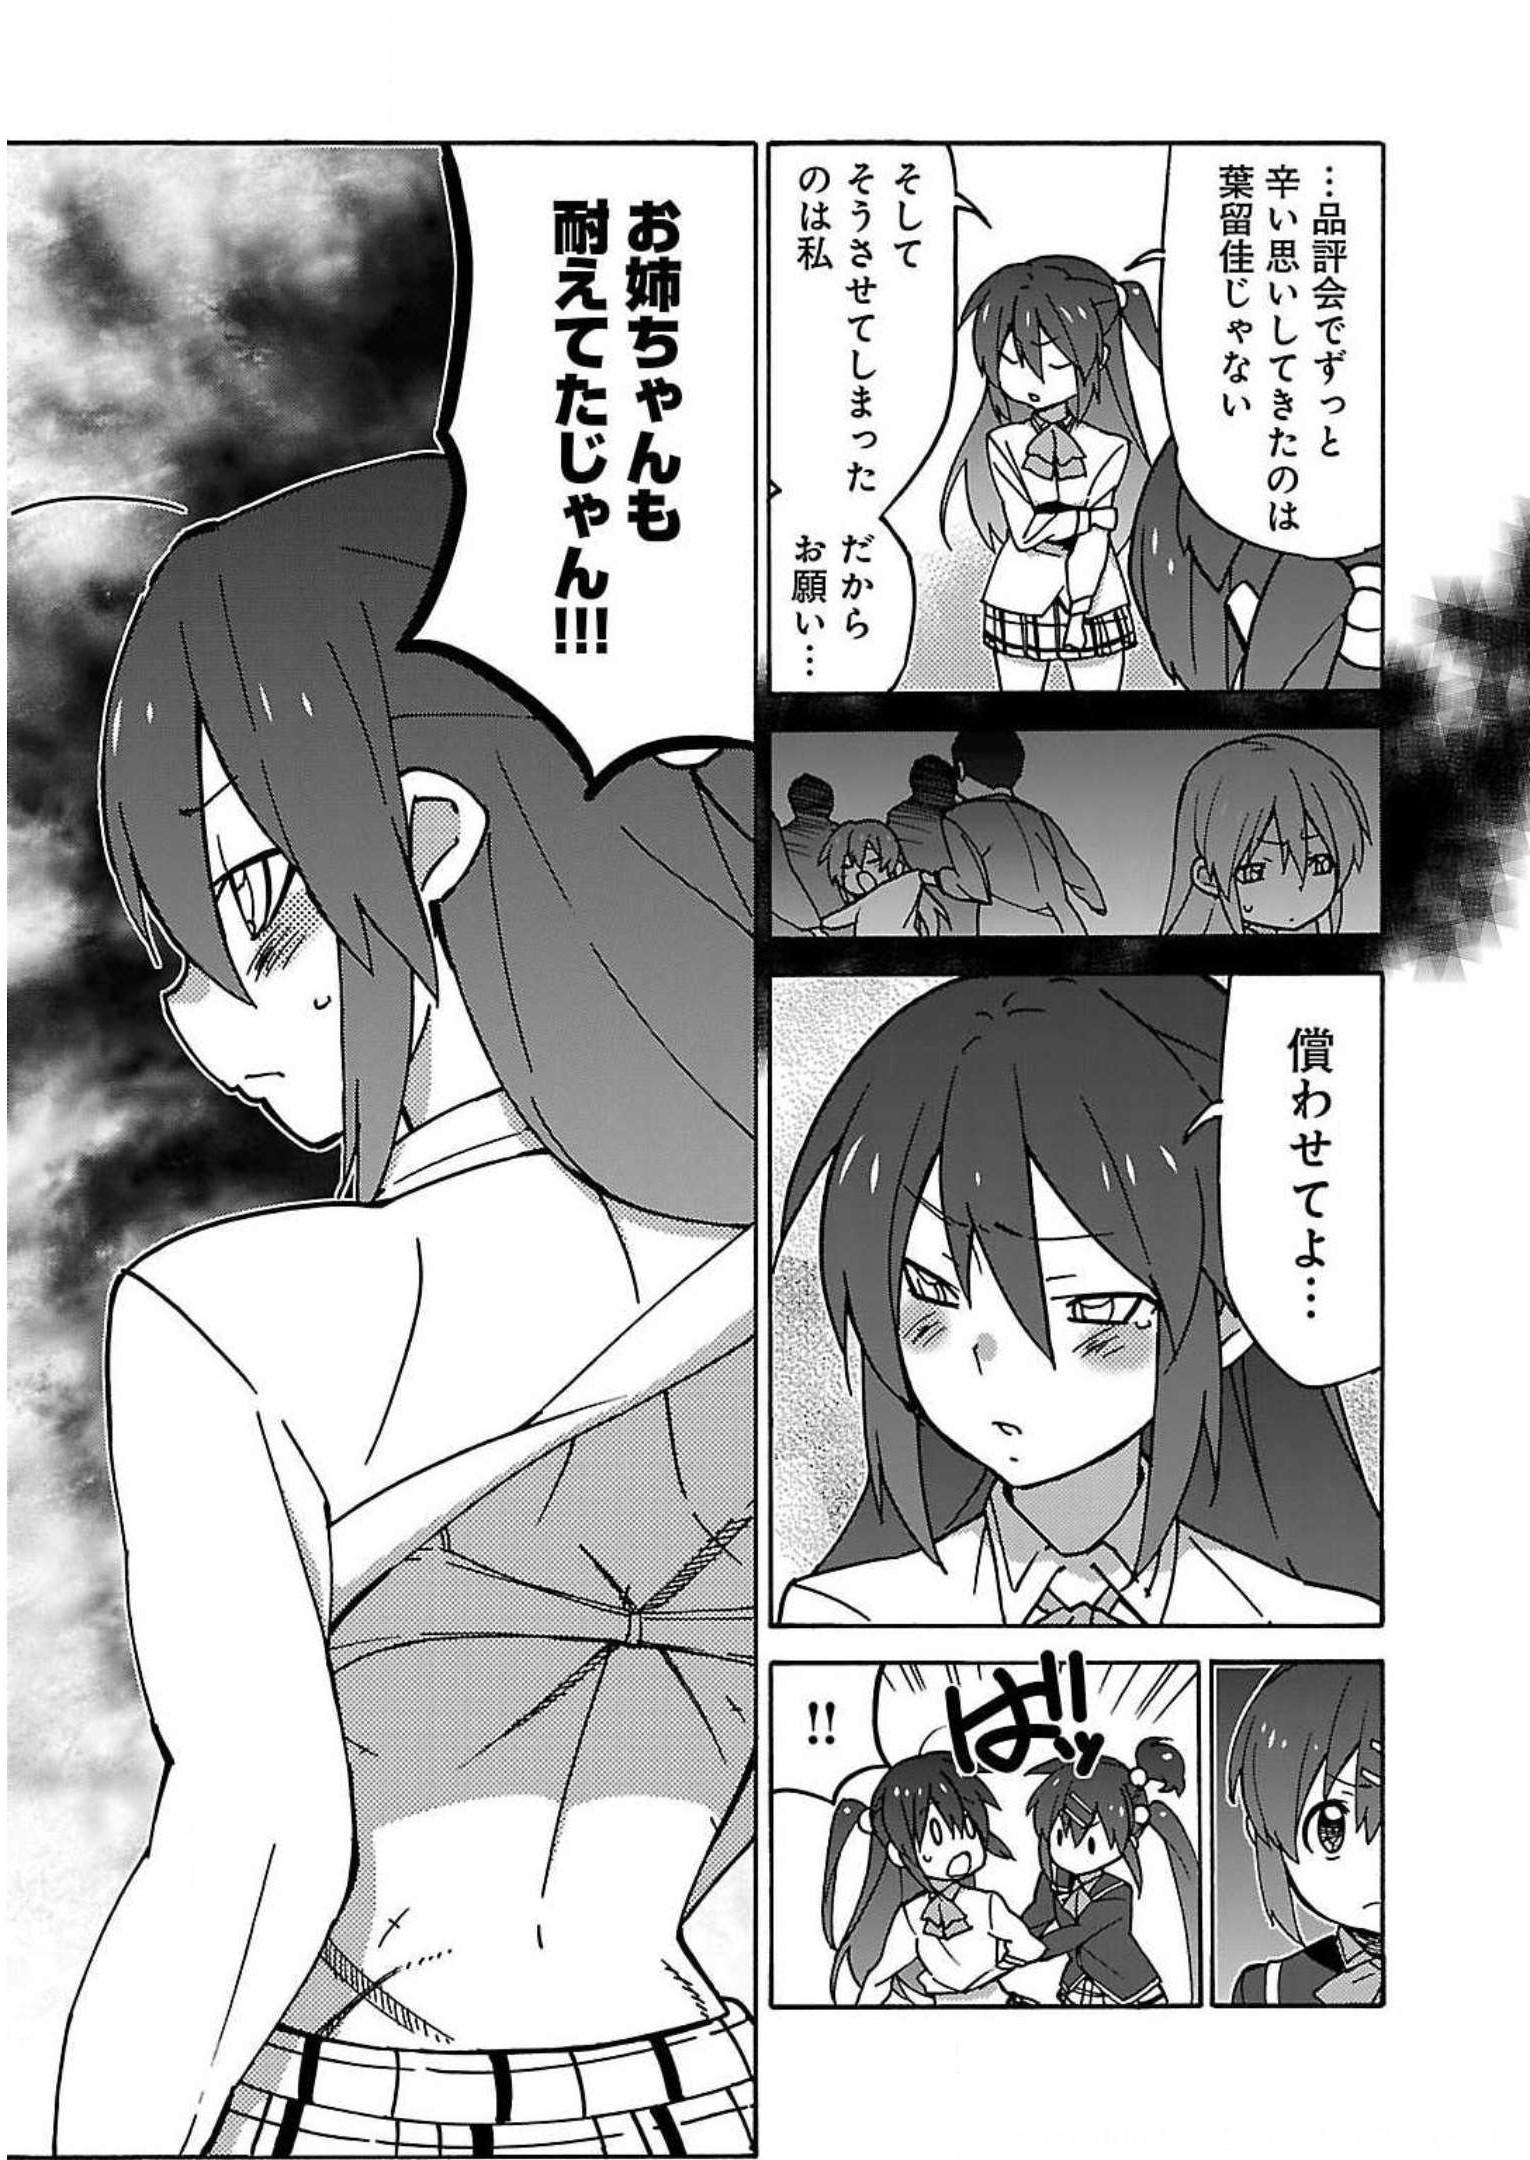 …品評会でずっと
辛い思いしてきたのは
葉留佳じゃない
そして
そうさせてしまった
のは私
だから
お願い…
償わせてよ…
ばッ
!!
お姉ちゃんも
耐えてたじゃん!!!